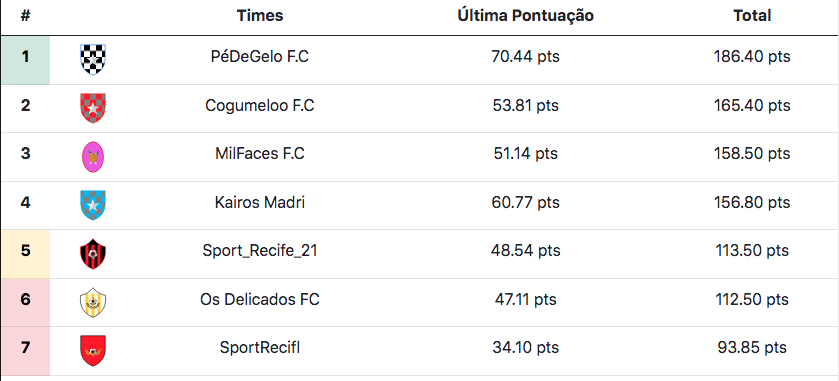 # Times Última Pontuação Total
1 PéDeGelo F.C 70.44 pts 186.40 pts
2 Cogumeloo F.C 53.81 pts 165.40 pts
3 MilFaces F.C 51.14 pts 158.50 pts
4 Kairos Madri 60.77 pts 156.80 pts
5 Sport_Recife_21 48.54 pts 113.50 pts
6 Os Delicados FC 47.11 pts 112.50 pts
7 SportRecifl 34.10 pts 93.85 pts